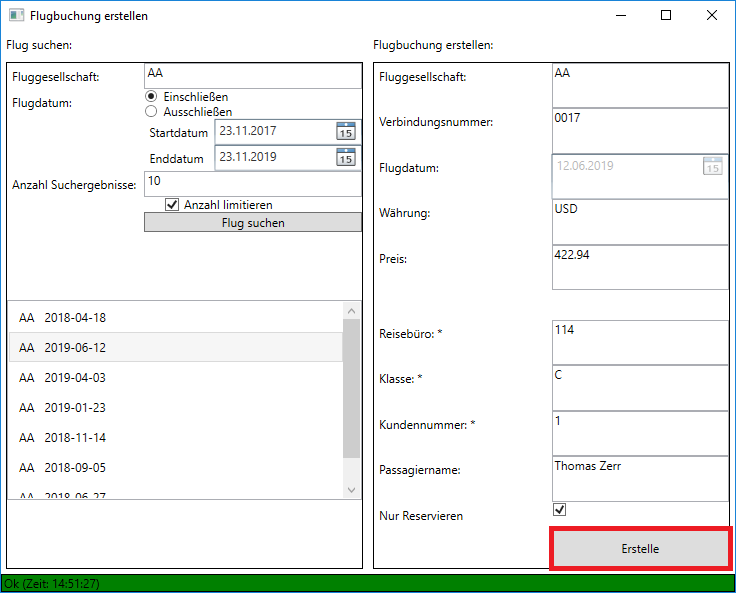 Flugbuchung erstellen
Flug suchen:
Fluggesellschaft:
AA
Flugdatum:
Einschließen
Ausschließen
Startdatum
23.11.2017
15
Enddatum
23.11.2019
15
Anzahl Suchergebnisse:
10
Anzahl limitieren
Flug suchen
AA 2018-04-18
AA 2019-06-12
AA 2019-04-03
AA 2019-01-23
AA 2018-11-14
AA 2018-09-05
AA 2018-06-27
Flugbuchung erstellen:
Fluggesellschaft:
AA
Verbindungsnummer:
0017
Flugdatum:
12.06.2019
15
Währung:
USD
Preis:
422.94
Reisebüro: *
114
Klasse: *
C
Kundennummer: *
1
Passagiername:
Thomas Zerr
Nur Reservieren
Erstelle
Ok (Zeit: 14:51:27)